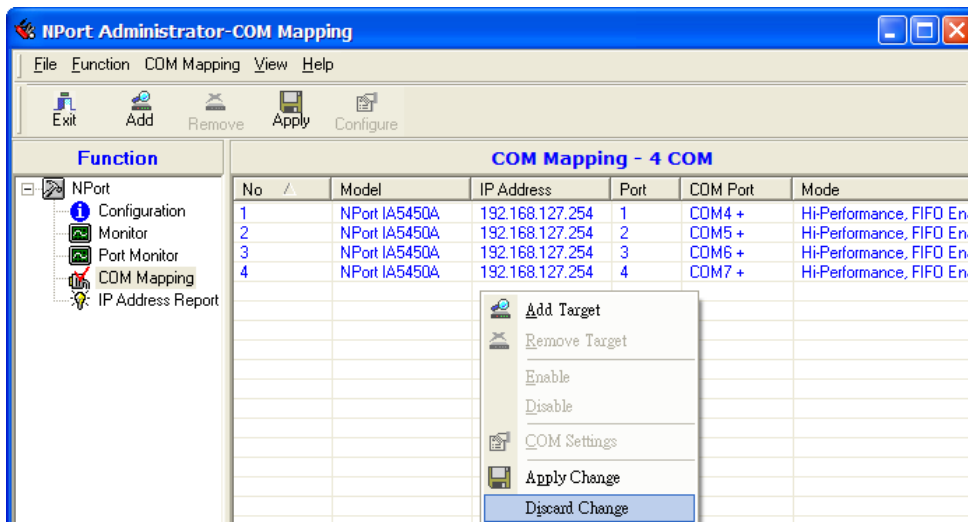 NPort Administrator-COM Mapping
File Function COM Mapping View Help
Exit Add Remove Apply Configure
Function
COM Mapping - 4 COM
NPort
Configuration
Monitor
Port Monitor
COM Mapping
IP Address Report
No Model IP Address Port COM Port Mode
1 NPort IA5450A 192.168.127.254 1 COM4 + Hi-Performance, FIFO Ena
2 NPort IA5450A 192.168.127.254 2 COM5 + Hi-Performance, FIFO Ena
3 NPort IA5450A 192.168.127.254 3 COM6 + Hi-Performance, FIFO Ena
4 NPort IA5450A 192.168.127.254 4 COM7 + Hi-Performance, FIFO Ena
Add Target
Remove Target
Enable
Disable
COM Settings
Apply Change
Discard Change